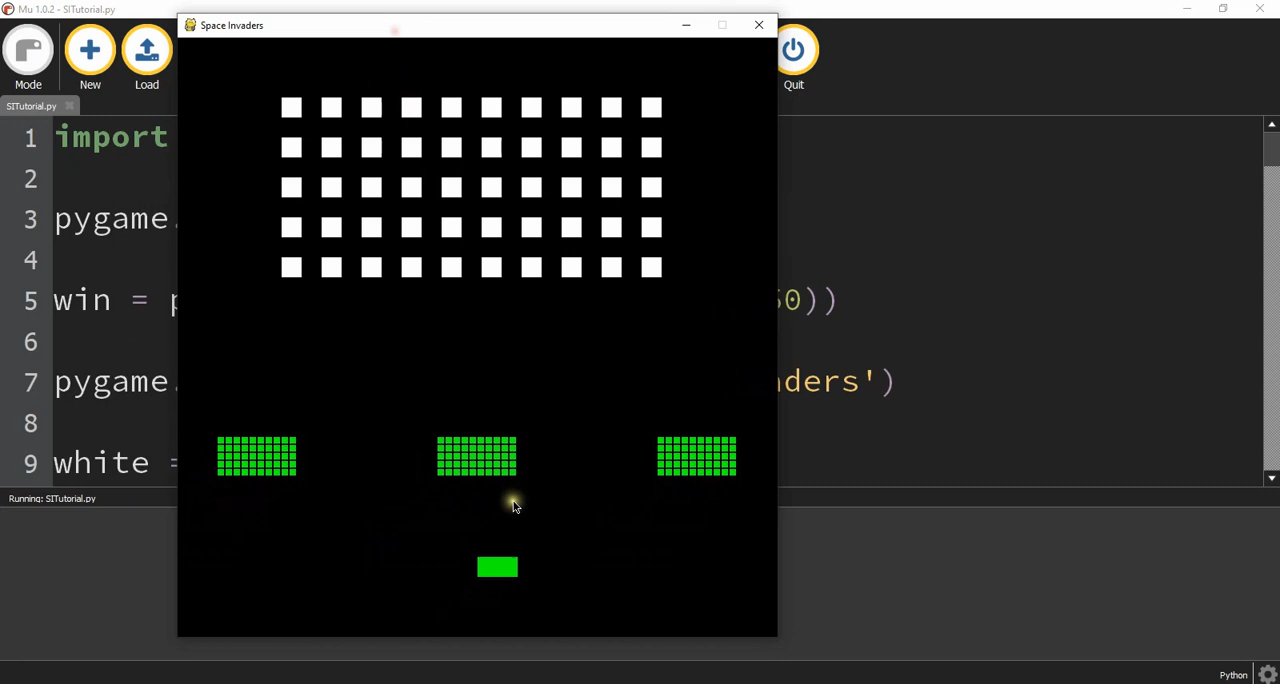 Mu 1.0.2 - SITutorial.py
Space Invaders
Mode
New
Load
Quit
SITutorial.py
1 import
2
3 pygame.
4
5 win = 50))
6
7 pygame. nders')
8
9 white =
Running: SITutorial.py
Python